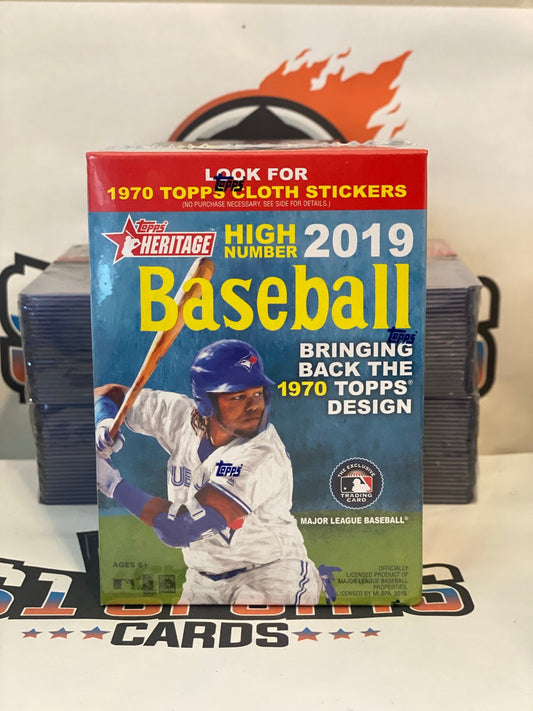 LOOK FOR
1970 TOPPS CLOTH STICKERS
(NO PURCHASE NECESSARY. SEE SIDE FOR DETAILS.)
Topps
Topps
HERITAGE
HIGH
NUMBER
2019
Baseball
Topps
BRINGING
BACK THE
1970 TOPPS®
DESIGN
Topps
THE EXCLUSIVE
TRADING
CARD
MAJOR LEAGUE BASEBALL®
AGES 6+
OFFICIALLY
LICENSED PRODUCT OF
MAJOR LEAGUE BASEBALL
PROPERTIES.
LICENSED BY MLBPA, 2019.
CARDS